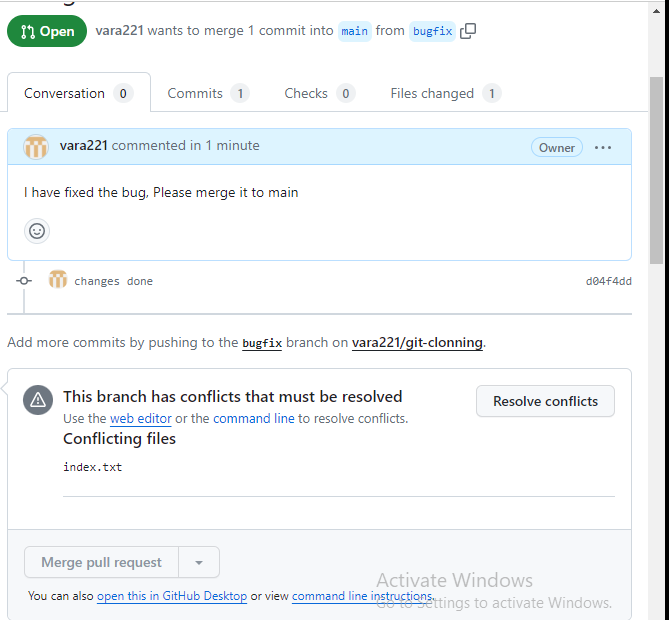 Open vara221 wants to merge 1 commit into main from bugfix
Conversation 0 Commits 1 Checks 0 Files changed 1
vara221 commented in 1 minute Owner
I have fixed the bug, Please merge it to main
changes done d04f4dd
Add more commits by pushing to the bugfix branch on vara221/git-clonning.
This branch has conflicts that must be resolved
Resolve conflicts
Use the web editor or the command line to resolve conflicts.
Conflicting files
index.txt
Merge pull request
Activate Windows
You can also open this in GitHub Desktop or view command line instructions.
Go to Settings to activate Windows.